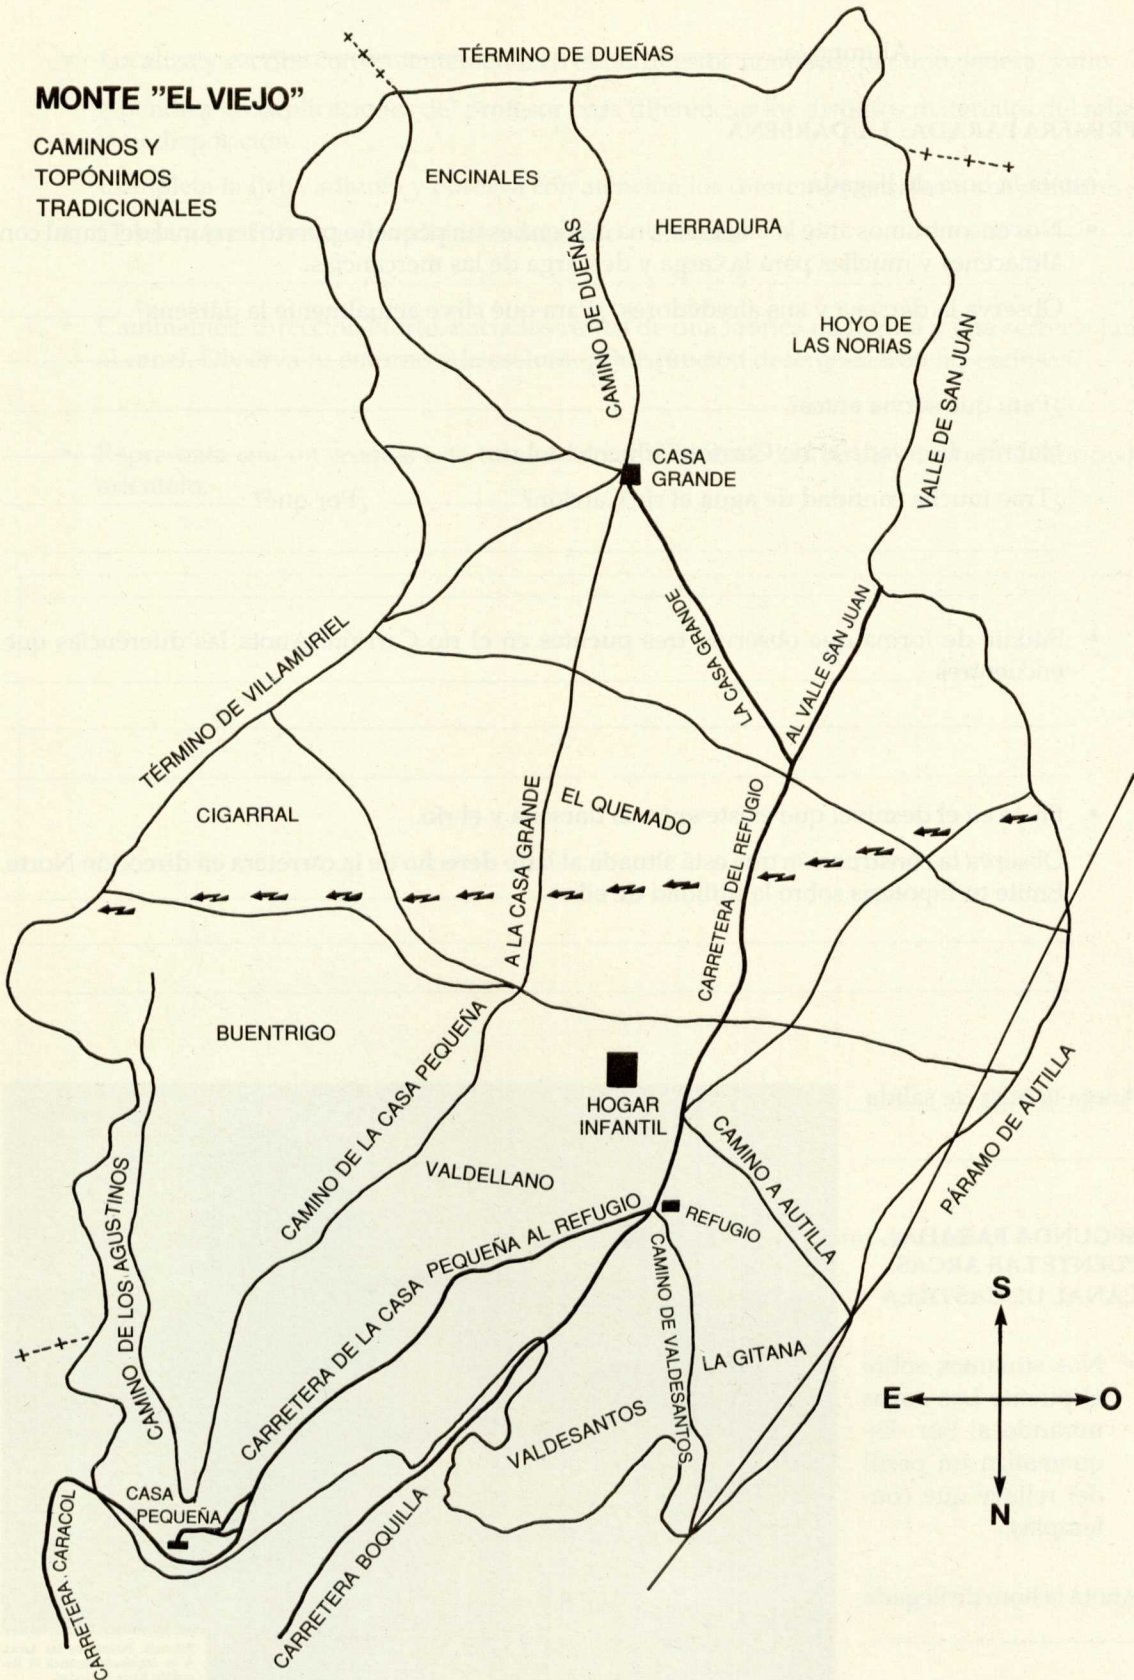 MONTE "EL VIEJO"
CAMINOS Y
TOPÓNIMOS
TRADICIONALES
TÉRMINO DE DUEÑAS
ENCINALES
HERRADURA
CAMINO DE DUEÑAS
HOYO DE
LAS NORIAS
VALLE DE SAN JUAN
CASA
GRANDE
LA CASA GRANDE
AL VALLE SAN JUAN
TÉRMINO DE VILLAMURIEL
CIGARRAL
A LA CASA GRANDE
EL QUEMADO
CARRETERA DEL REFUGIO
BUENTRIGO
CAMINO DE LA CASA PEQUEÑA
HOGAR
INFANTIL
VALDELLANO
CAMINO A AUTILLA
PÁRAMO DE AUTILLA
REFUGIO
CARRETERA DE LA CASA PEQUEÑA AL REFUGIO
CAMINO DE LOS AGUSTINOS
CAMINO DE VALDESANTOS
LA GITANA
VALDESANTOS
CASA
PEQUEÑA
CARRETERA CARACOL
CARRETERA BOQUILLA
S
E
O
N